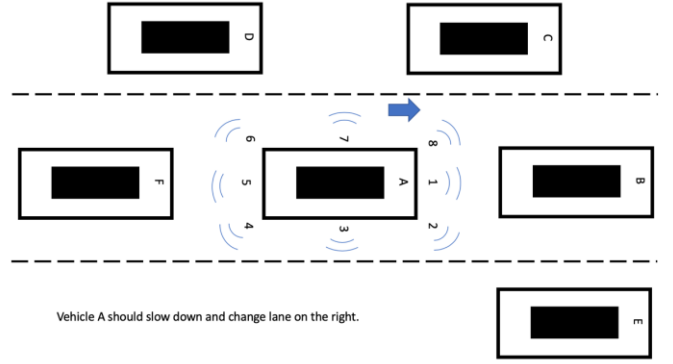 D
C
6
7
8
F
5
A
1
B
4
3
2
E
Vehicle A should slow down and change lane on the right.